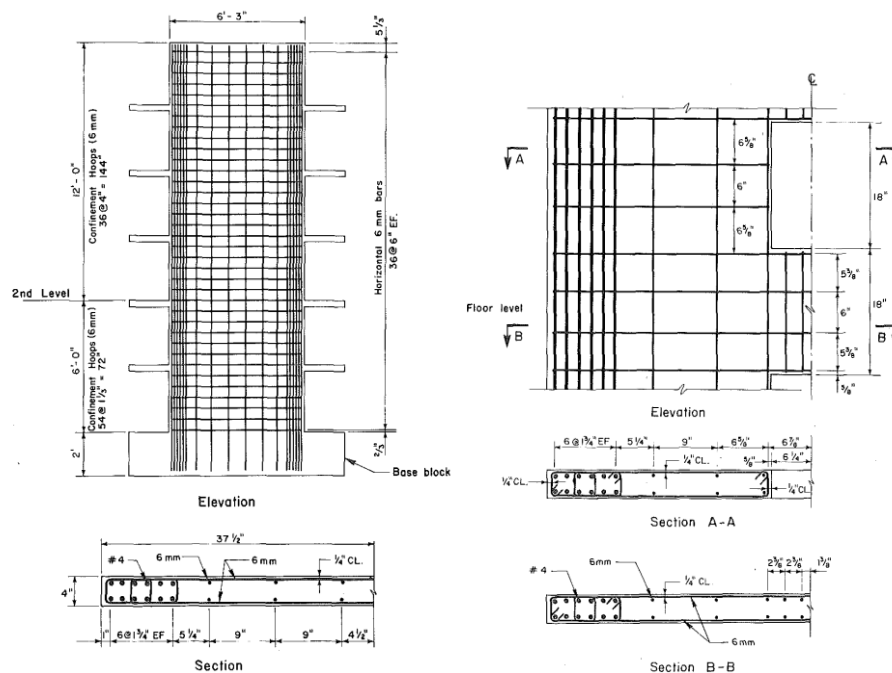 6'-3"
5 1/3"
12'-0"
Confinement Hoops (6 mm)
36@4" = 144"
Horizontal 6 mm bars
36@6" EF.
2nd Level
6'-0"
Confinement Hoops (6mm)
54@1 1/3" = 72"
2'
2/3"
Base block
Elevation
37 1/2"
#4
6mm
6mm
1/4" CL.
4"
1"
6@1 3/4" EF
5 1/4"
9"
9"
4 1/2"
Section
℄
A
A
6 5/8"
6"
6 5/8"
18"
Floor level
B
B
5 3/8"
6"
5 3/8"
18"
5/8"
Elevation
6@1 3/4" EF
5 1/4"
9"
6 5/8"
6 7/8"
5/8"
6 1/4"
1/4" CL.
1/4" CL.
1/4" CL
Section A-A
#4
6mm
1/4" CL
2 3/8"
2 3/8"
1 3/8"
6mm
Section B-B